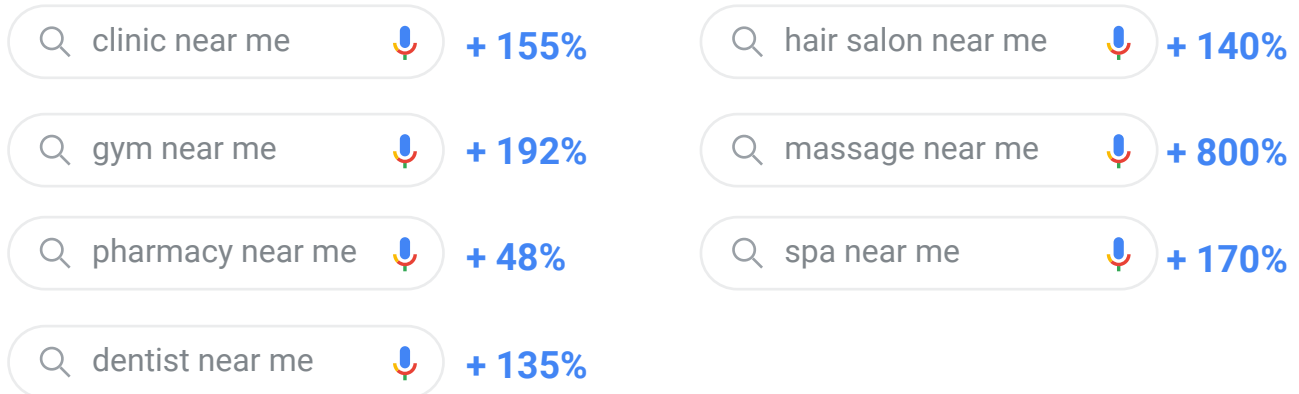 clinic near me + 155%
gym near me + 192%
pharmacy near me + 48%
dentist near me + 135%
hair salon near me + 140%
massage near me + 800%
spa near me + 170%